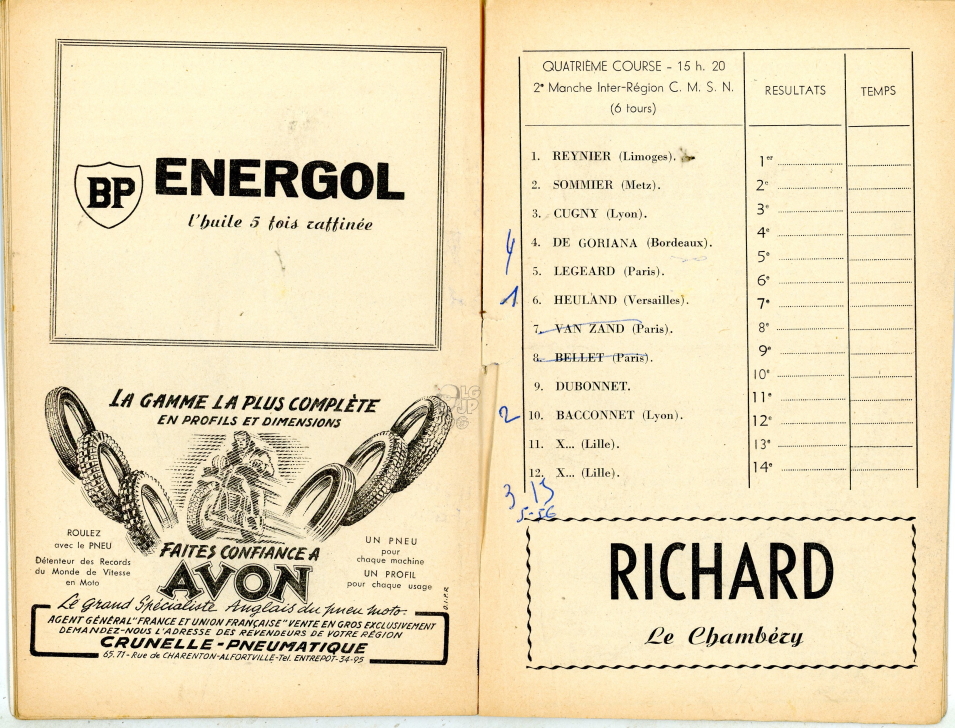 BP
ENERGOL
l'huile 5 fois raffinée
LA GAMME LA PLUS COMPLÈTE
EN PROFILS ET DIMENSIONS
ROULEZ
avec le PNEU
Détenteur des Records
du Monde de Vitesse
en Moto
UN PNEU
pour
chaque machine
UN PROFIL
pour chaque usage
FAITES CONFIANCE A
AVON
Le grand Spécialiste Anglais du pneu moto.
AGENT GÉNÉRAL "FRANCE ET UNION FRANÇAISE" VENTE EN GROS EXCLUSIVEMENT
DEMANDEZ-NOUS L'ADRESSE DES REVENDEURS DE VOTRE RÉGION
CRUNELLE-PNEUMATIQUE
65.71-Rue de CHARENTON-ALFORTVILLE-Tel. ENTREPOT-34-95
QUATRIÈME COURSE - 15 h. 20
2e Manche Inter-Région C. M. S. N.
(6 tours)
RESULTATS
TEMPS
1. REYNIER (Limoges).
2. SOMMIER (Metz).
3. CUGNY (Lyon).
4 4. DE GORIANA (Bordeaux).
5. LEGEARD (Paris).
1 6. HEULAND (Versailles).
7. VAN ZAND (Paris).
8. BELLET (Paris).
9. DUBONNET.
2 10. BACCONNET (Lyon).
11. X... (Lille).
12. X... (Lille).
3 15
5-56
1er
2e
3e
4e
5e
6e
7e
8e
9e
10e
11e
12e
13e
14e
RICHARD
Le Chambéry